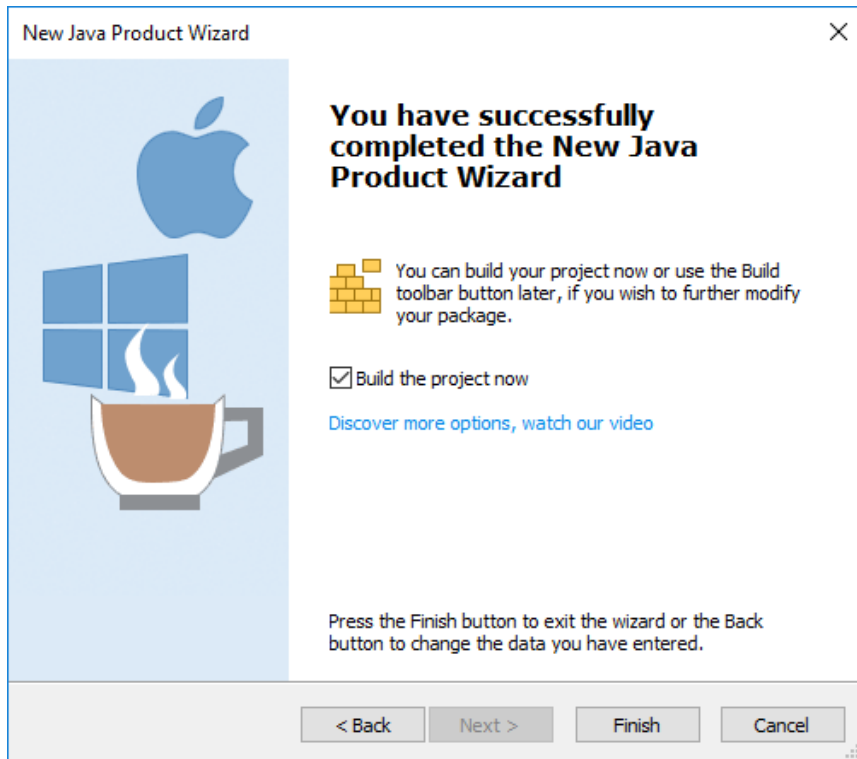 New Java Product Wizard
You have successfully
completed the New Java
Product Wizard
You can build your project now or use the Build
toolbar button later, if you wish to further modify
your package.
Build the project now
Discover more options, watch our video
Press the Finish button to exit the wizard or the Back
button to change the data you have entered.
< Back
Next >
Finish
Cancel